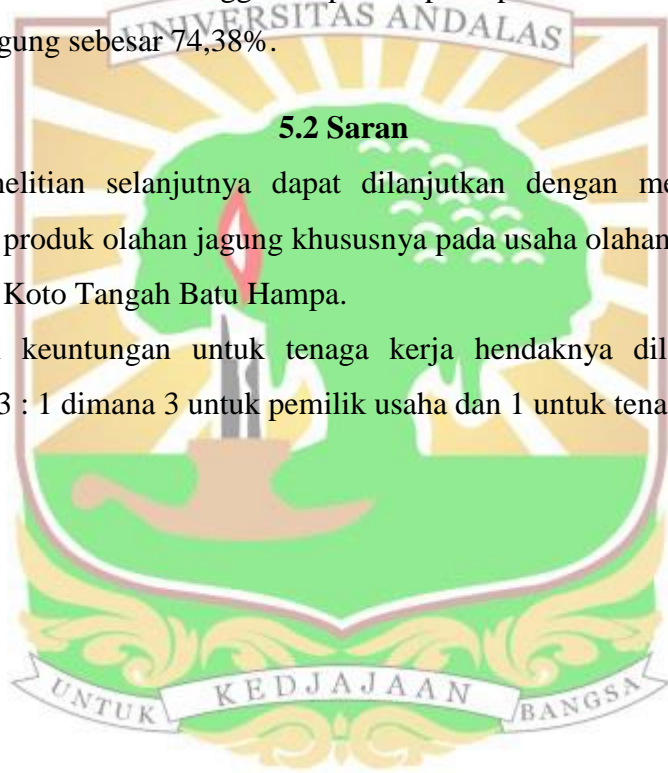 UNIVERSITAS ANDALAS
gung sebesar 74,38%.
5.2 Saran
nelitian selanjutnya dapat dilanjutkan dengan me
produk olahan jagung khususnya pada usaha olahan
Koto Tangah Batu Hampa.
keuntungan untuk tenaga kerja hendaknya dil
3 : 1 dimana 3 untuk pemilik usaha dan 1 untuk tena
UNTUK KEDJAJAAN BANGSA